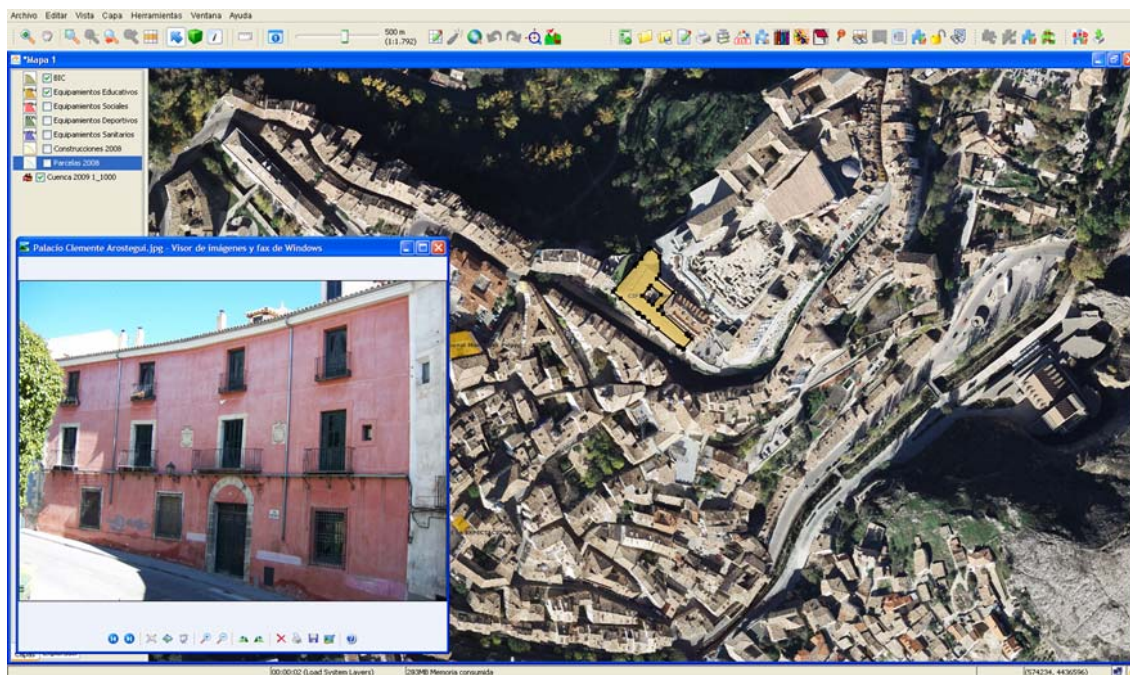 Archivo Editar Vista Capa Herramientas Ventana Ayuda
500 m
(1:1.792)
*Mapa 1
BIC
Equipamientos Educativos
Equipamientos Sociales
Equipamientos Deportivos
Equipamientos Sanitarios
Construcciones 2008
Parcelas 2008
Cuenca 2009 1_1000
Palacio Clemente Arostegui.jpg - Visor de imágenes y fax de Windows
00:00:02 (Load System Layers) 283MB Memoria consumida (574234, 4436596)